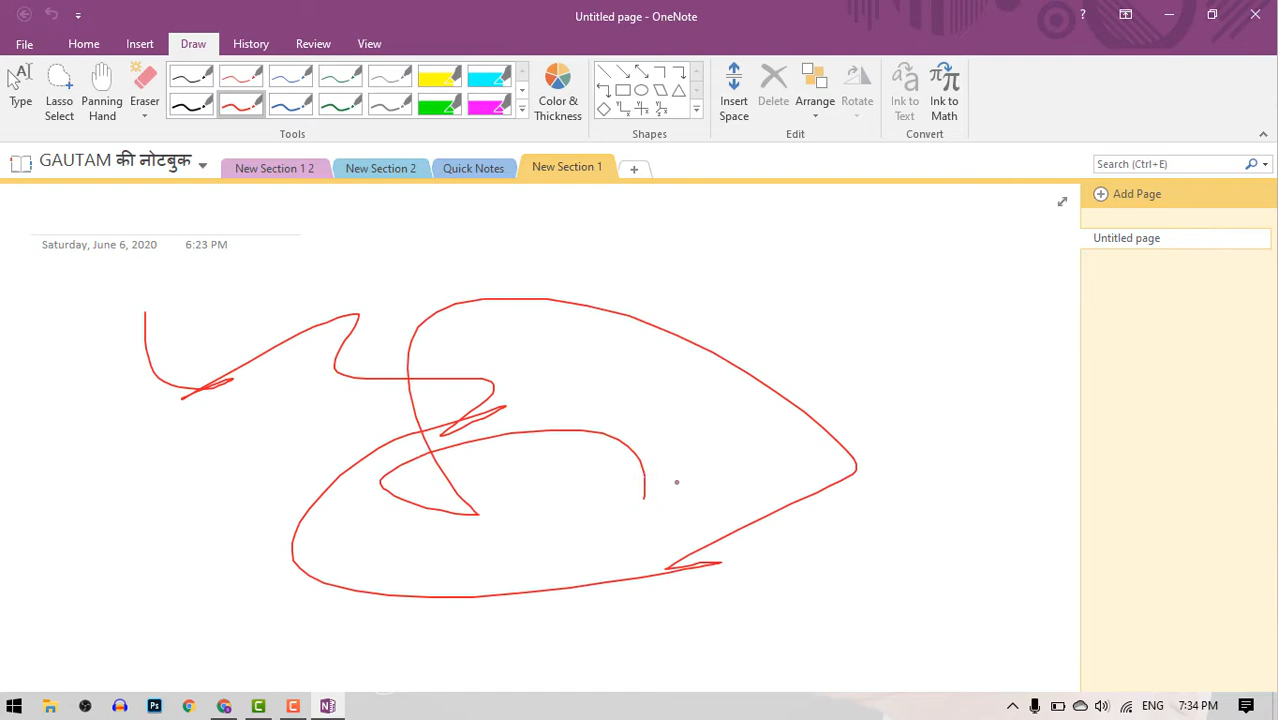 Untitled page - OneNote
?
File Home Insert Draw History Review View
Type
Lasso Select
Panning Hand
Eraser
Color & Thickness
Insert Space
Delete
Arrange
Rotate
Ink to Text
Ink to Math
Tools Shapes Edit Convert
GAUTAM की नोटबुक New Section 1 2 New Section 2 Quick Notes New Section 1 Search (Ctrl+E)
Add Page
Untitled page
Saturday, June 6, 2020 6:23 PM
ENG 7:34 PM